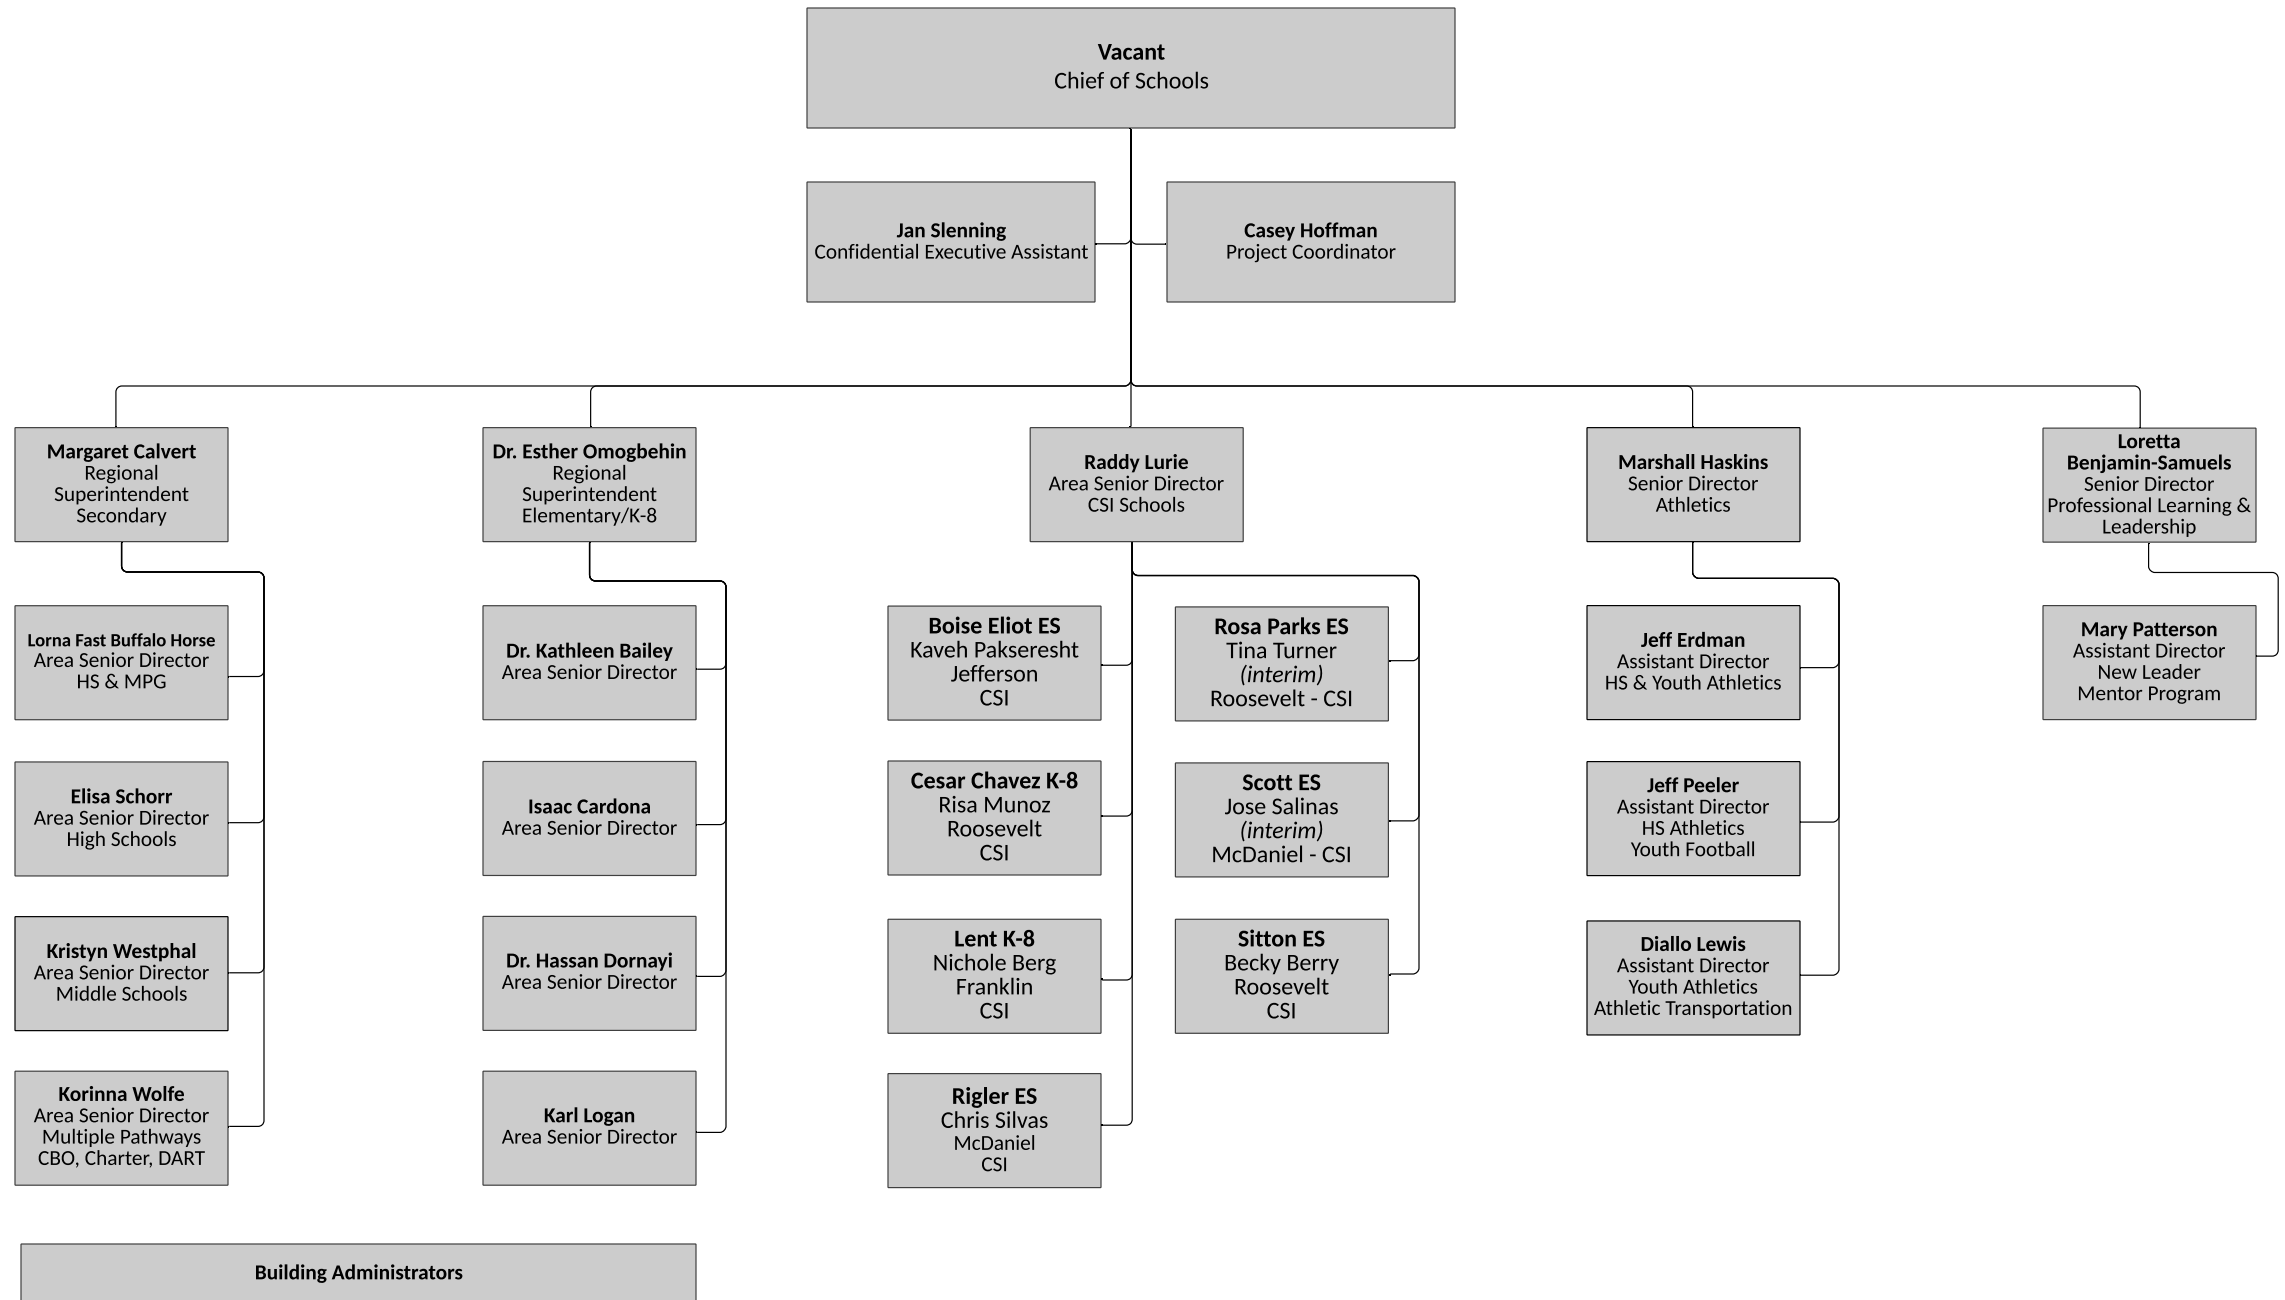 Vacant
Chief of Schools
Jan Slenning
Confidential Executive Assistant
Casey Hoffman
Project Coordinator
Margaret Calvert
Regional
Superintendent
Secondary
Dr. Esther Omogbehin
Regional
Superintendent
Elementary/K-8
Raddy Lurie
Area Senior Director
CSI Schools
Marshall Haskins
Senior Director
Athletics
Loretta
Benjamin-Samuels
Senior Director
Professional Learning &
Leadership
Lorna Fast Buffalo Horse
Area Senior Director
HS & MPG
Elisa Schorr
Area Senior Director
High Schools
Kristyn Westphal
Area Senior Director
Middle Schools
Korinna Wolfe
Area Senior Director
Multiple Pathways
CBO, Charter, DART
Dr. Kathleen Bailey
Area Senior Director
Isaac Cardona
Area Senior Director
Dr. Hassan Dornayi
Area Senior Director
Karl Logan
Area Senior Director
Boise Eliot ES
Kaveh Pakseresht
Jefferson
CSI
Cesar Chavez K-8
Risa Munoz
Roosevelt
CSI
Lent K-8
Nichole Berg
Franklin
CSI
Rigler ES
Chris Silvas
McDaniel
CSI
Rosa Parks ES
Tina Turner
(interim)
Roosevelt - CSI
Scott ES
Jose Salinas
(interim)
McDaniel - CSI
Sitton ES
Becky Berry
Roosevelt
CSI
Jeff Erdman
Assistant Director
HS & Youth Athletics
Jeff Peeler
Assistant Director
HS Athletics
Youth Football
Diallo Lewis
Assistant Director
Youth Athletics
Athletic Transportation
Mary Patterson
Assistant Director
New Leader
Mentor Program
Building Administrators